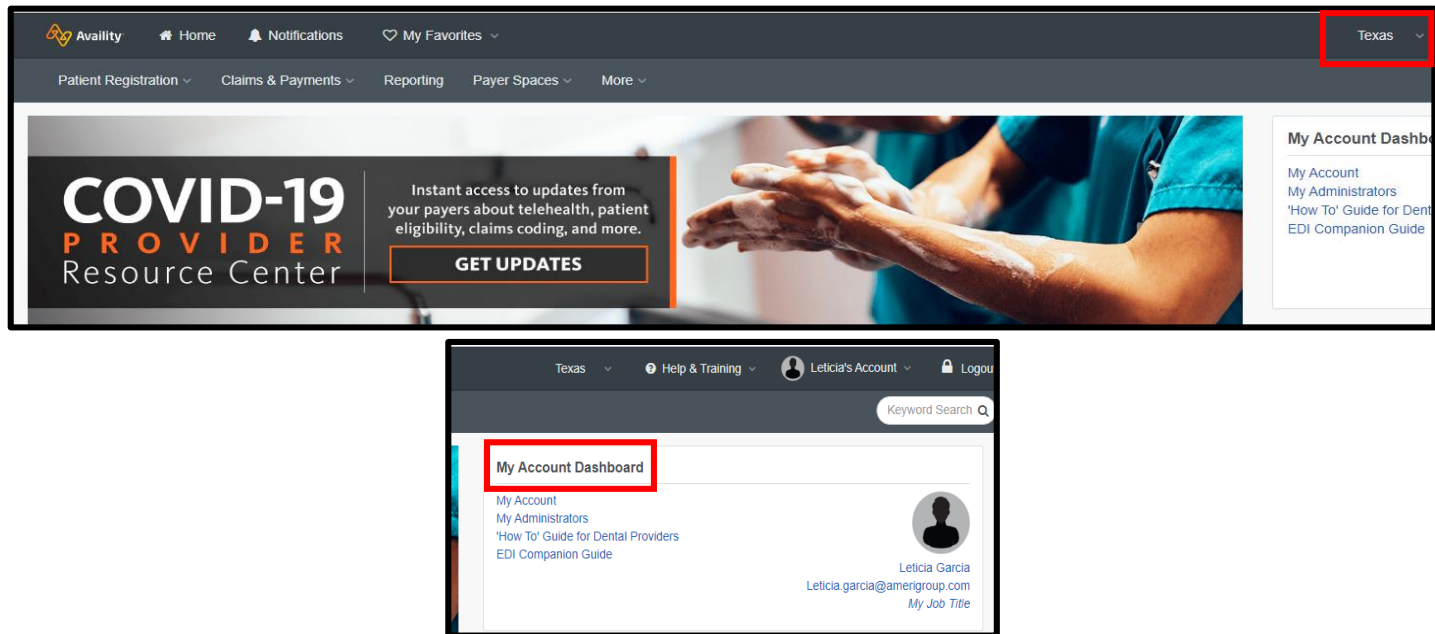 Availity Home Notifications My Favorites Texas
Patient Registration Claims & Payments Reporting Payer Spaces More
COVID-19
PROVIDER
Resource Center
Instant access to updates from
your payers about telehealth, patient
eligibility, claims coding, and more.
GET UPDATES
My Account Dashbo
My Account
My Administrators
'How To' Guide for Dent
EDI Companion Guide
Texas Help & Training Leticia's Account Logou
Keyword Search
My Account Dashboard
My Account
My Administrators
'How To' Guide for Dental Providers
EDI Companion Guide
Leticia Garcia
Leticia.garcia@amerigroup.com
My Job Title